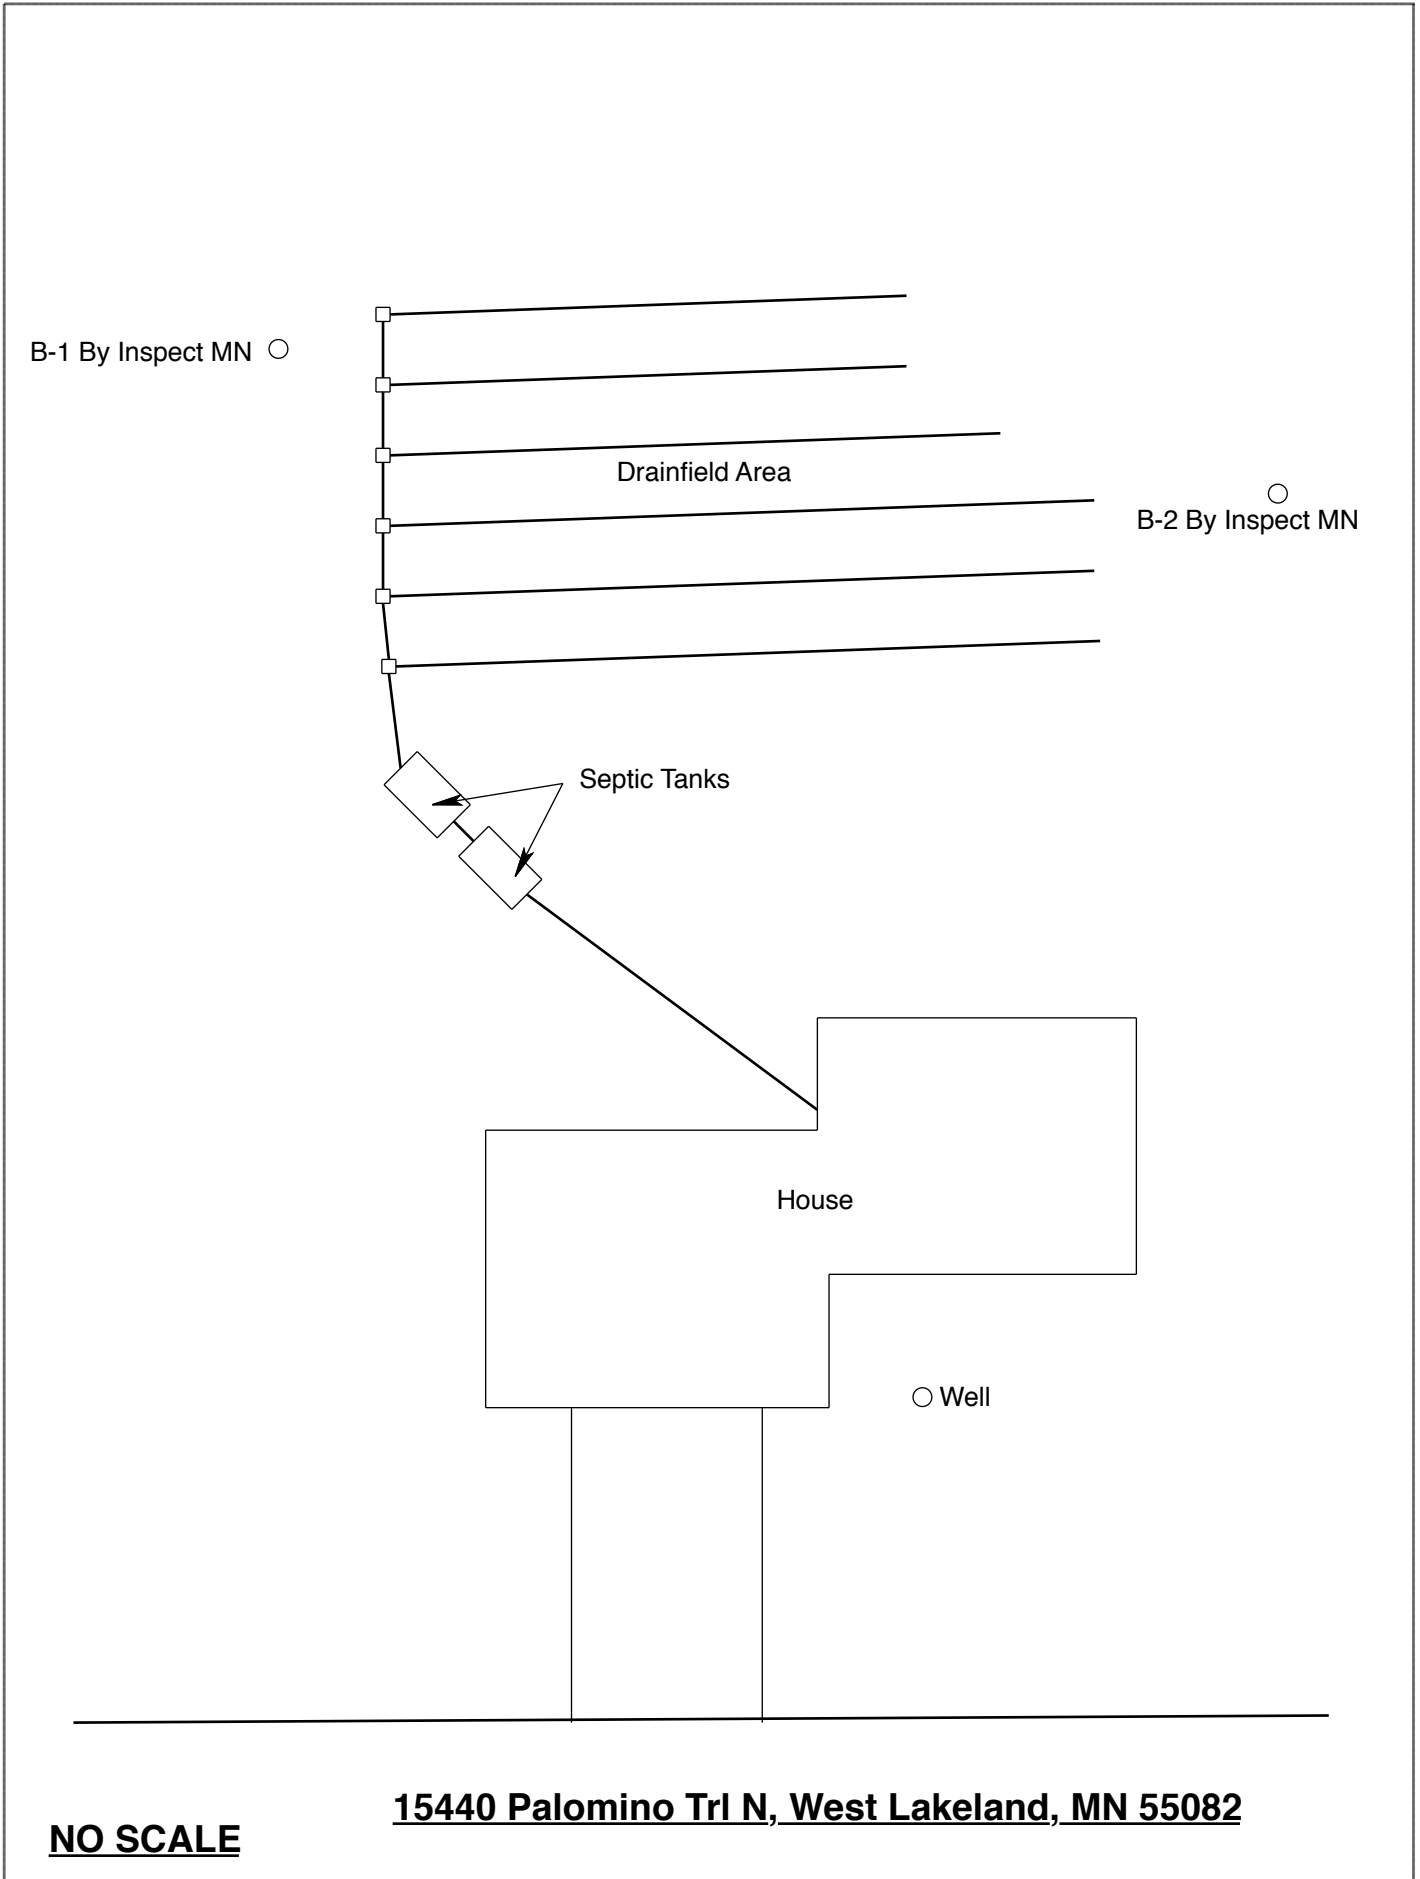 B-1 By Inspect MN
Drainfield Area
B-2 By Inspect MN
Septic Tanks
House
Well
15440 Palomino Trl N, West Lakeland, MN 55082
NO SCALE